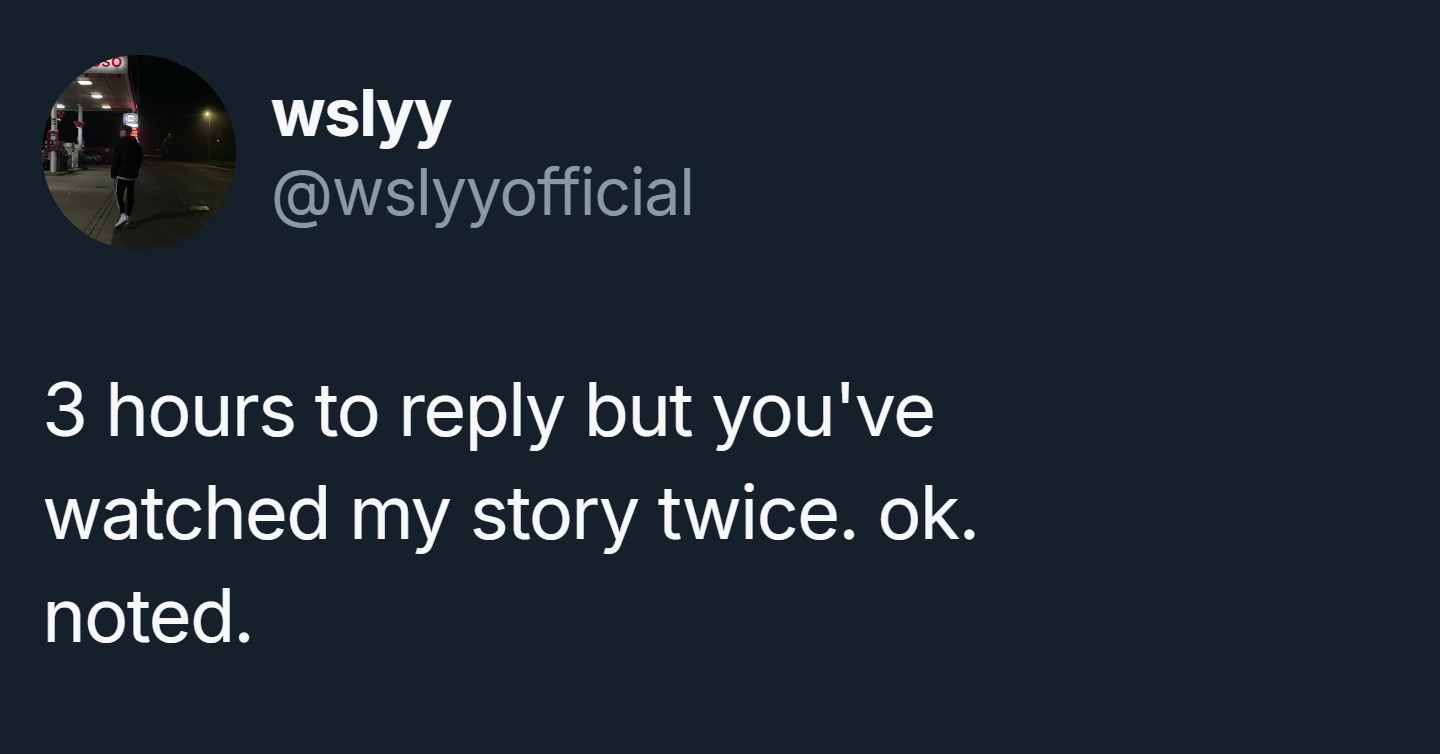 wslyy
@wslyyofficial
3 hours to reply but you've
watched my story twice. ok.
noted.